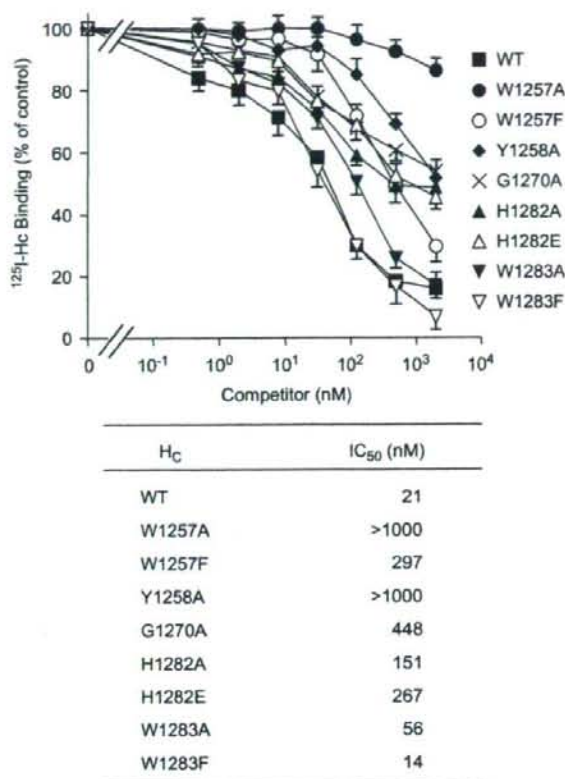 100
80
60
40
20
0
¹²⁵I-Hc Binding (% of control)
0 10⁻¹ 10⁰ 10¹ 10² 10³ 10⁴
Competitor (nM)
WT
W1257A
W1257F
Y1258A
G1270A
H1282A
H1282E
W1283A
W1283F
H_C IC₅₀ (nM)
WT 21
W1257A >1000
W1257F 297
Y1258A >1000
G1270A 448
H1282A 151
H1282E 267
W1283A 56
W1283F 14